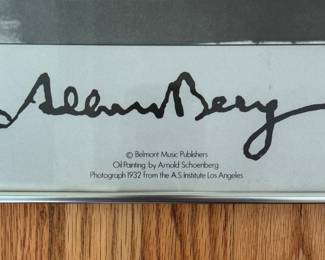 Alban Berg
© Belmont Music Publishers
Oil Painting by Arnold Schoenberg
Photograph 1932 from the A.S. Institute Los Angeles